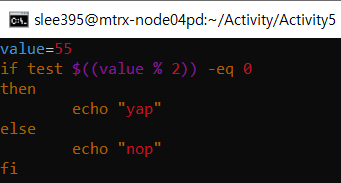 slee395@mtrx-node04pd:~/Activity/Activity5
value=55
if test $((value % 2)) -eq 0
then
        echo "yap"
else
        echo "nop"
fi